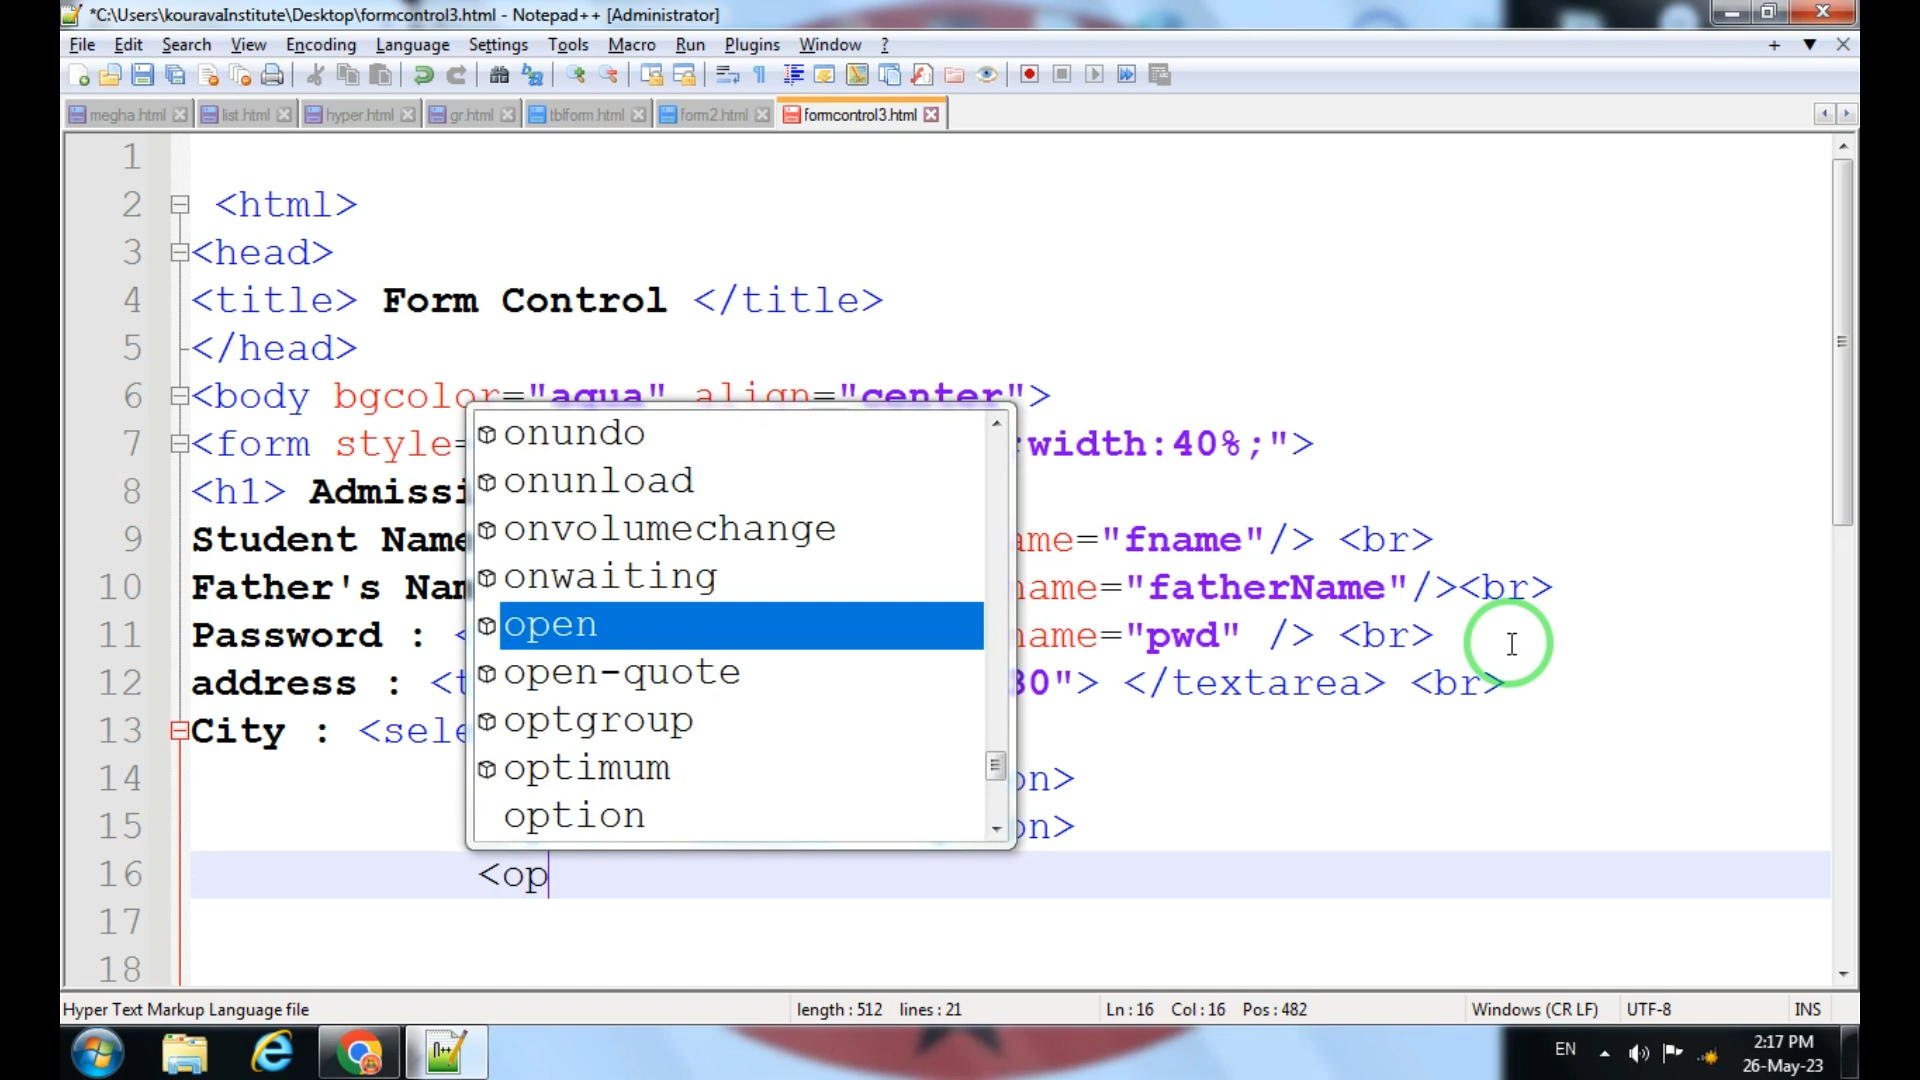 *C:\Users\kouravaInstitute\Desktop\formcontrol3.html - Notepad++ [Administrator]
File Edit Search View Encoding Language Settings Tools Macro Run Plugins Window ?
megha.html list.html hyper.html gr.html tblform.html form2.html formcontrol3.html
1
2 <html>
3 <head>
4 <title> Form Control </title>
5 </head>
6 <body bgcolor="aqua" align="center">
7 <form style= :width:40%;">
8 <h1> Admissi
9 Student Name ame="fname"/> <br>
10 Father's Nam name="fatherName"/><br>
11 Password : < name="pwd" /> <br>
12 address : <t 30"> </textarea> <br>
13 City : <sele
14 on>
15 on>
16 <op
17
18
onundo
onunload
onvolumechange
onwaiting
open
open-quote
optgroup
optimum
option
Hyper Text Markup Language file length : 512 lines : 21 Ln : 16 Col : 16 Pos : 482 Windows (CR LF) UTF-8 INS
EN
2:17 PM
26-May-23